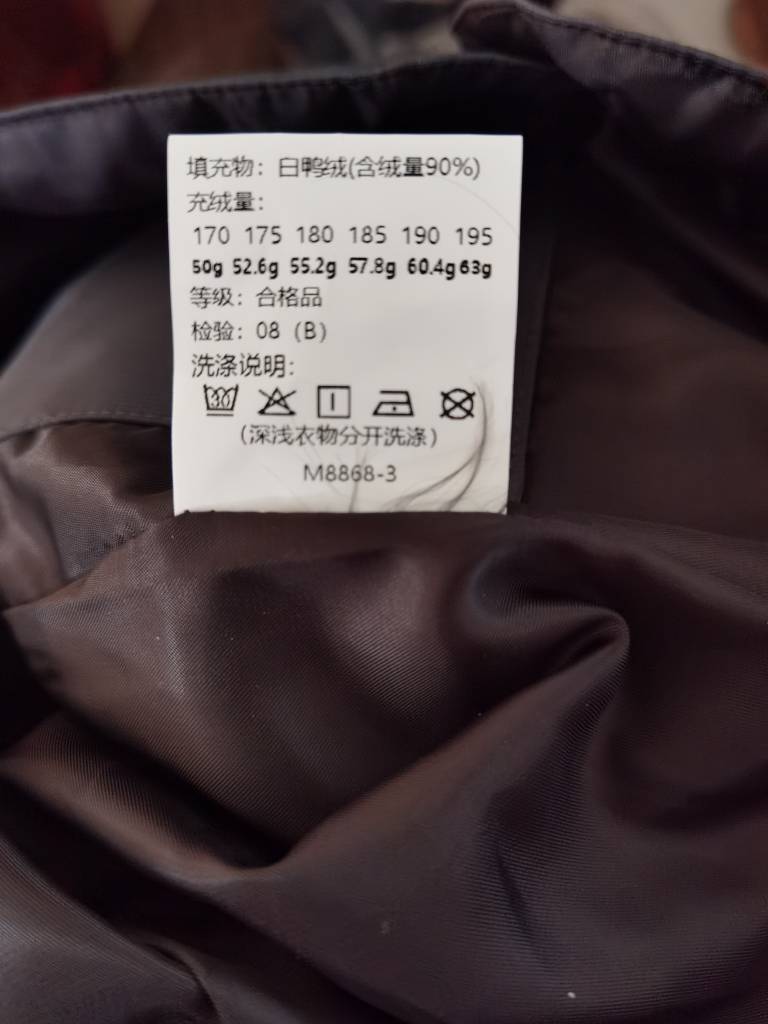 填充物：白鸭绒(含绒量90%)
充绒量：
170 175 180 185 190 195
50g 52.6g 55.2g 57.8g 60.4g 63g
等级：合格品
检验：08（B）
洗涤说明：
30
（深浅衣物分开洗涤）
M8868-3